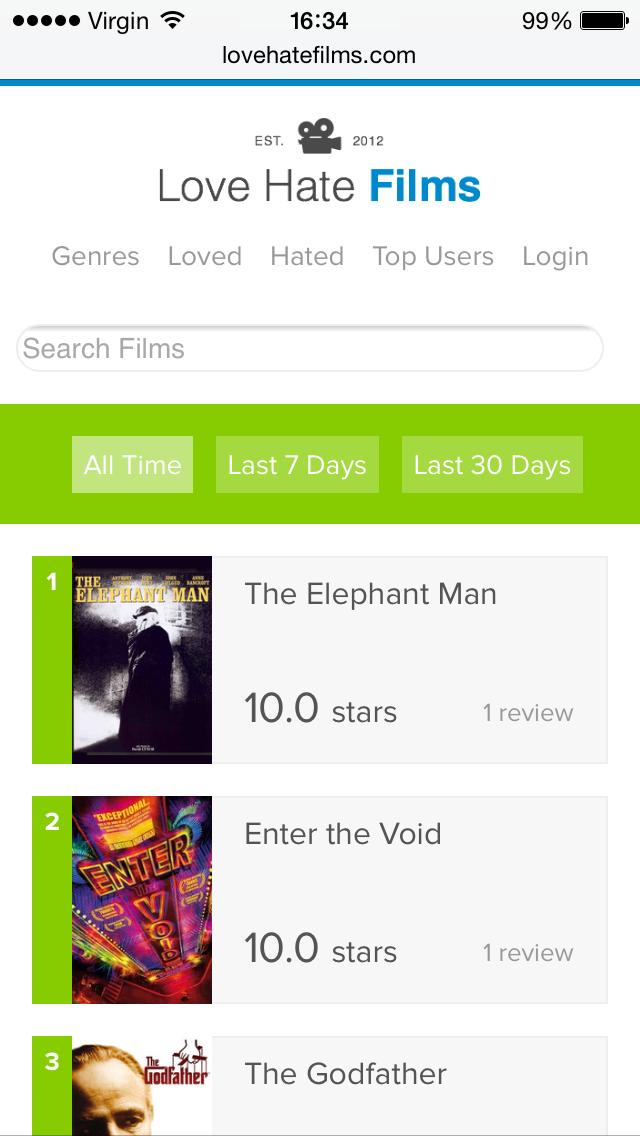 Virgin 16:34 99%
lovehatefilms.com
EST. 2012
Love Hate Films
Genres Loved Hated Top Users Login
Search Films
All Time Last 7 Days Last 30 Days
1
THE
ELEPHANT MAN
The Elephant Man
10.0 stars 1 review
2
"EXCEPTIONAL.
ENTER
THE
VOID
Enter the Void
10.0 stars 1 review
3
The
Godfather
The Godfather